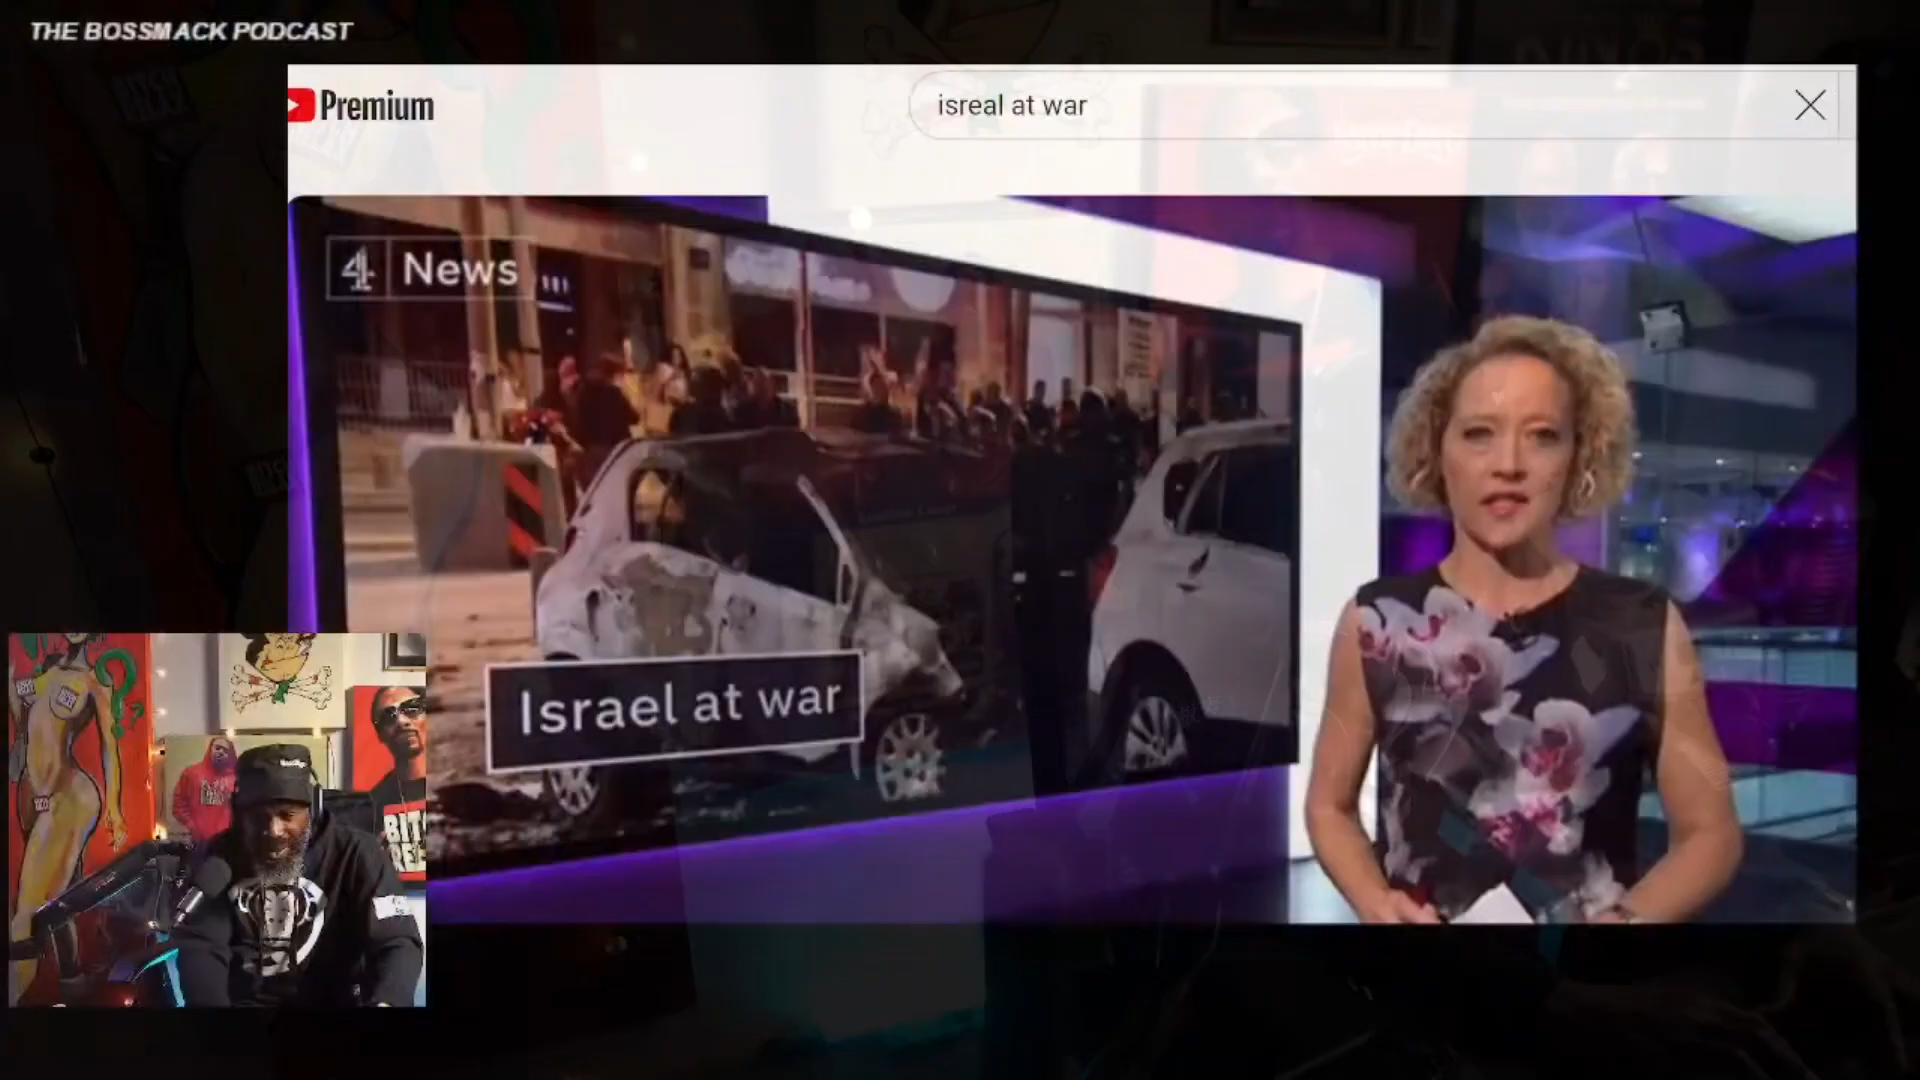 THE BOSSMACK PODCAST
Premium
isreal at war
4 News
Israel at war